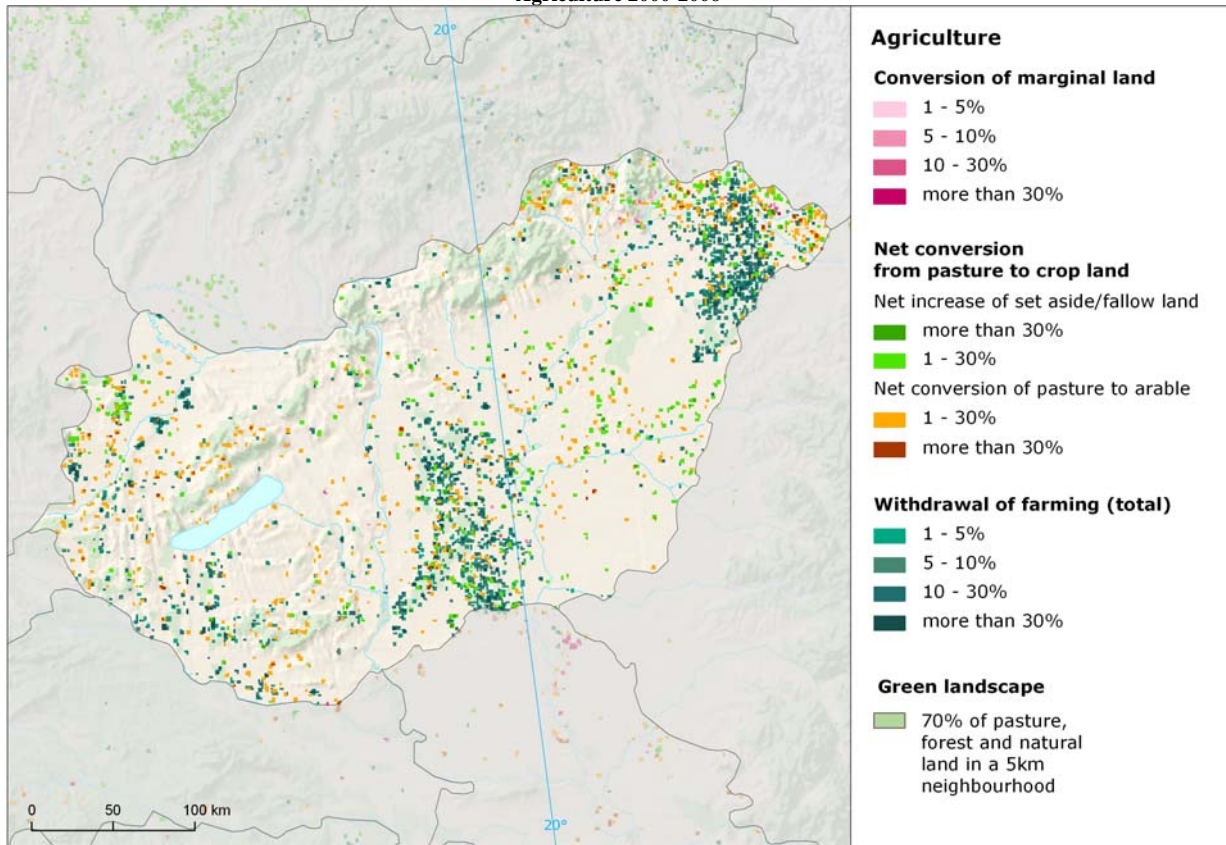 Agriculture 2000-2006
20°
Agriculture
Conversion of marginal land
1 - 5%
5 - 10%
10 - 30%
more than 30%
Net conversion
from pasture to crop land
Net increase of set aside/fallow land
more than 30%
1 - 30%
Net conversion of pasture to arable
1 - 30%
more than 30%
Withdrawal of farming (total)
1 - 5%
5 - 10%
10 - 30%
more than 30%
Green landscape
70% of pasture,
forest and natural
land in a 5km
neighbourhood
0 50 100 km
20°